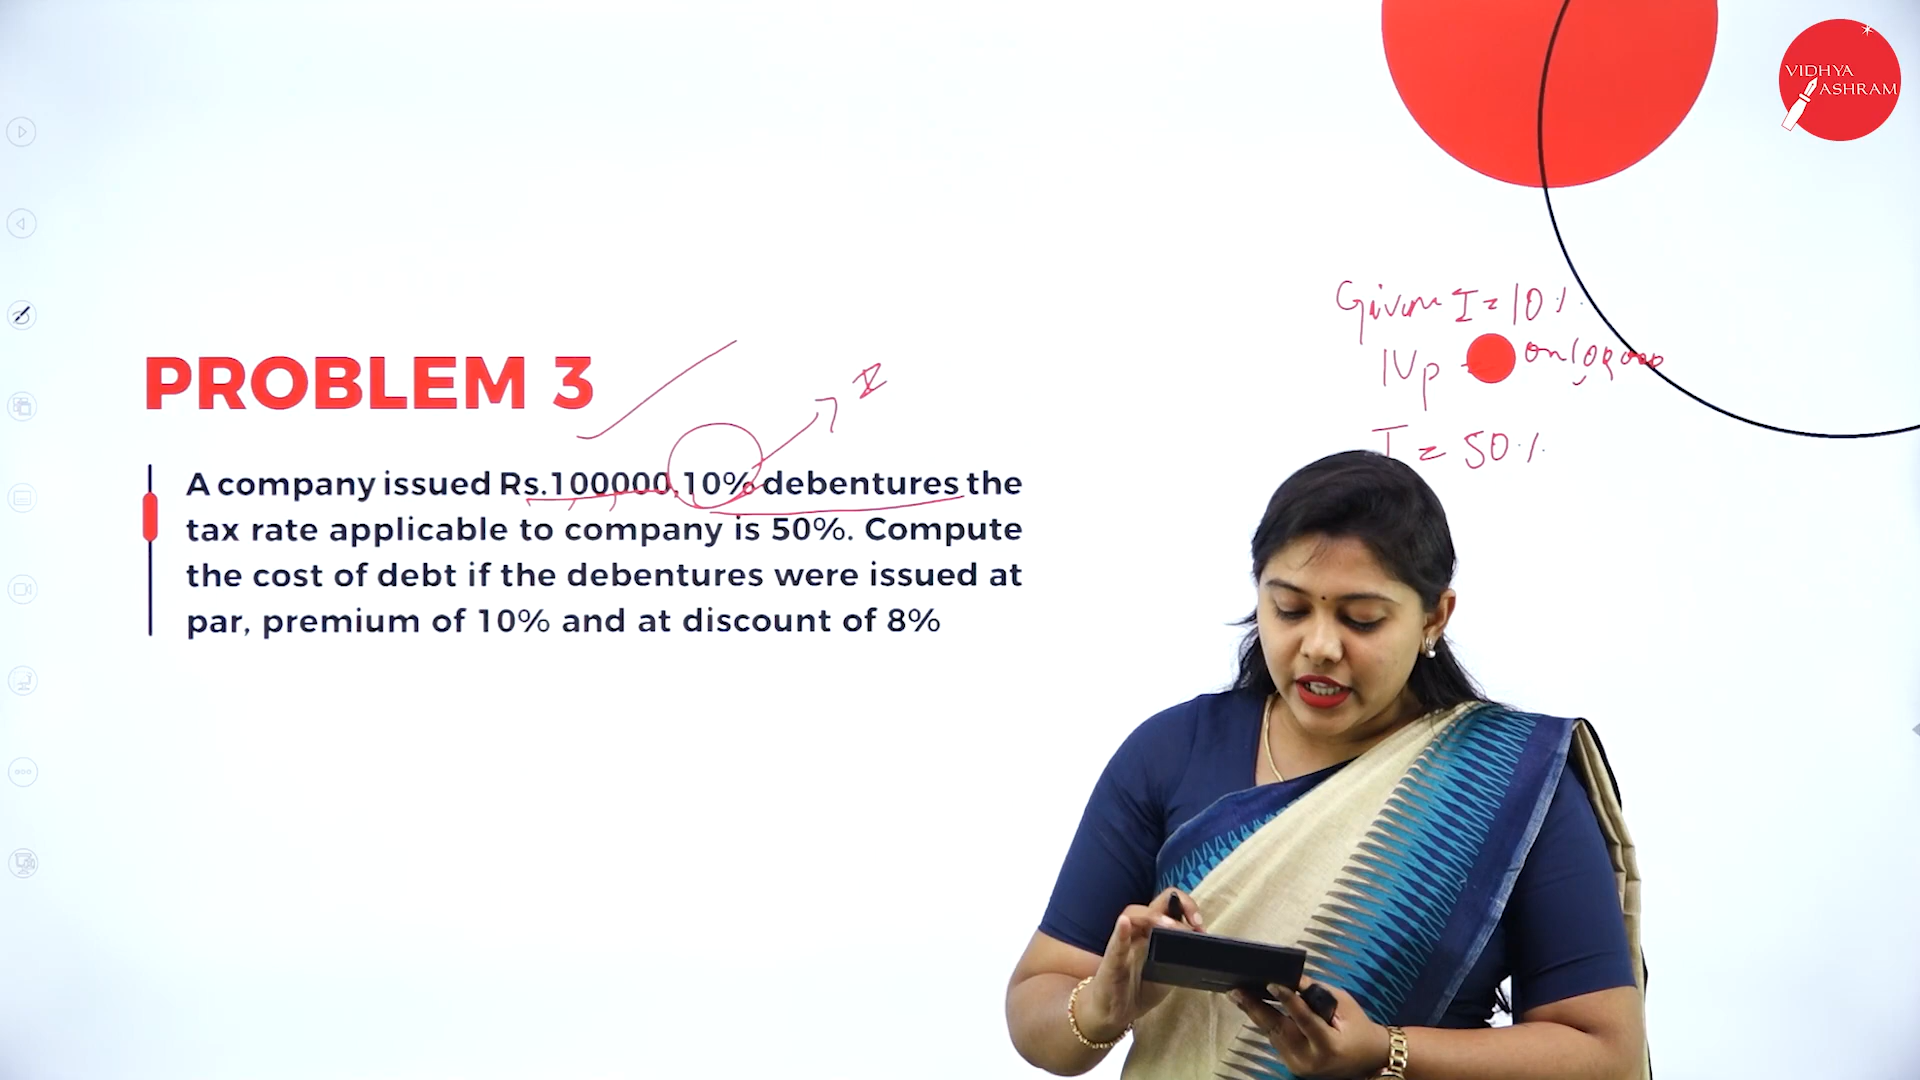 VIDHYA
ASHRAM
Given I = 10%
on 100000
I = 50%
PROBLEM 3
A company issued Rs.100000,10% debentures the
tax rate applicable to company is 50%. Compute
the cost of debt if the debentures were issued at
par, premium of 10% and at discount of 8%